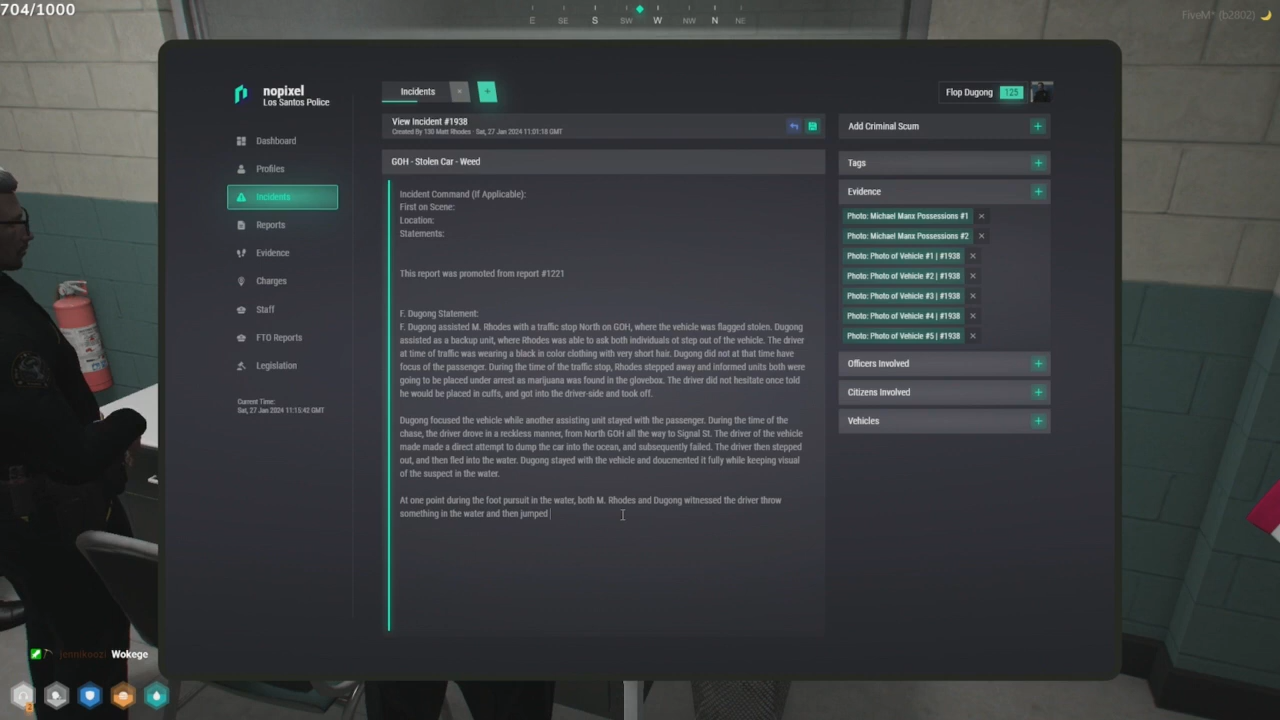 704/1000
E SE S SW W NW N NE
FiveM* (b2802)
nopixel
Los Santos Police
Dashboard
Profiles
Incidents
Reports
Evidence
Charges
Staff
FTO Reports
Legislation
Current Time:
Sat, 27 Jan 2024 11:15:42 GMT
Incidents
+
Flop Dugong 125
View Incident #1938
Created By 130 Matt Rhodes - Sat, 27 Jan 2024 11:01:18 GMT
GOH - Stolen Car - Weed
Incident Command (If Applicable):
First on Scene:
Location:
Statements:
This report was promoted from report #1221
F. Dugong Statement:
F. Dugong assisted M. Rhodes with a traffic stop North on GOH, where the vehicle was flagged stolen. Dugong
assisted as a backup unit, where Rhodes was able to ask both individuals ot step out of the vehicle. The driver
at time of traffic was wearing a black in color clothing with very short hair. Dugong did not at that time have
focus of the passenger. During the time of the traffic stop, Rhodes stepped away and informed units both were
going to be placed under arrest as marijuana was found in the glovebox. The driver did not hesitate once told
he would be placed in cuffs, and got into the driver-side and took off.
Dugong focused the vehicle while another assisting unit stayed with the passenger. During the time of the
chase, the driver drove in a reckless manner, from North GOH all the way to Signal St. The driver of the vehicle
made made a direct attempt to dump the car into the ocean, and subsequently failed. The driver then stepped
out, and then fled into the water. Dugong stayed with the vehicle and doucmented it fully while keeping visual
of the suspect in the water.
At one point during the foot pursuit in the water, both M. Rhodes and Dugong witnessed the driver throw
something in the water and then jumped
Add Criminal Scum +
Tags +
Evidence +
Photo: Michael Manx Possessions #1 ×
Photo: Michael Manx Possessions #2 ×
Photo: Photo of Vehicle #1 | #1938 ×
Photo: Photo of Vehicle #2 | #1938 ×
Photo: Photo of Vehicle #3 | #1938 ×
Photo: Photo of Vehicle #4 | #1938 ×
Photo: Photo of Vehicle #5 | #1938 ×
Officers Involved +
Citizens Involved +
Vehicles +
jennikoozi Wokege